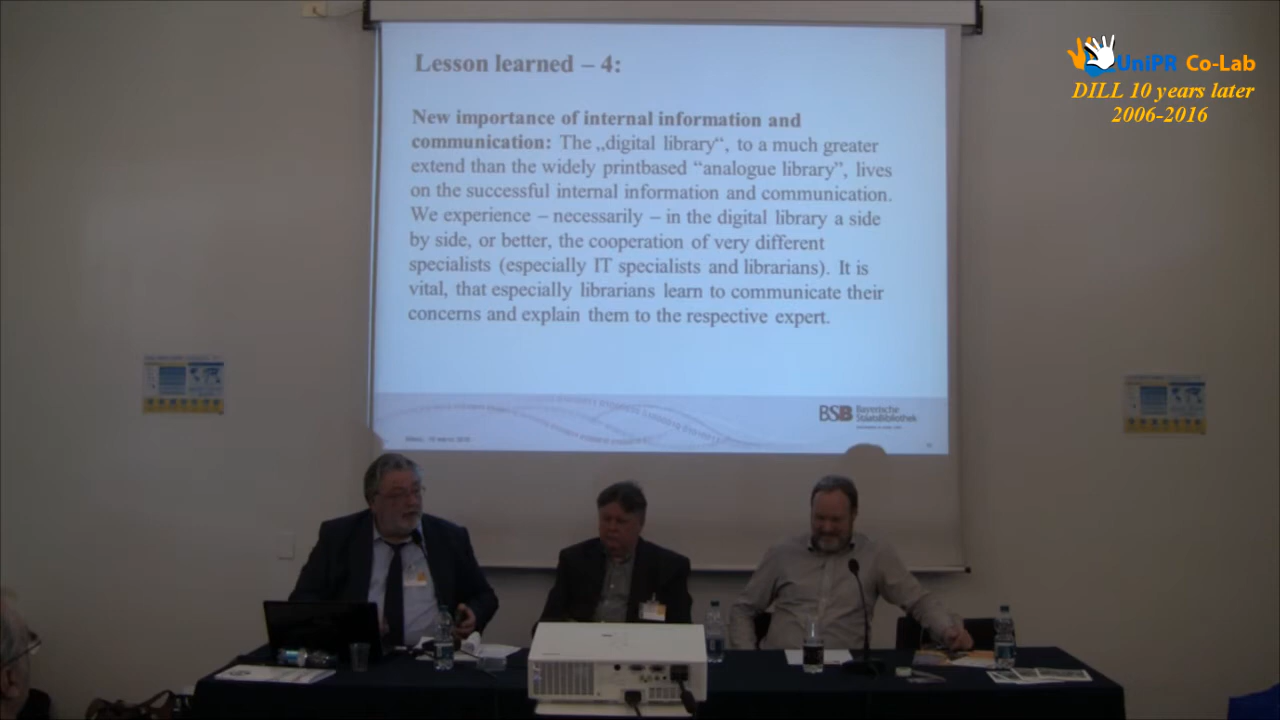 Lesson learned – 4:
New importance of internal information and
communication: The „digital library“, to a much greater
extend than the widely printbased “analogue library”, lives
on the successful internal information and communication.
We experience – necessarily – in the digital library a side
by side, or better, the cooperation of very different
specialists (especially IT specialists and librarians). It is
vital, that especially librarians learn to communicate their
concerns and explain them to the respective expert.
BSB Bayerische
StaatsBibliothek
UniPR Co-Lab
DILL 10 years later
2006-2016